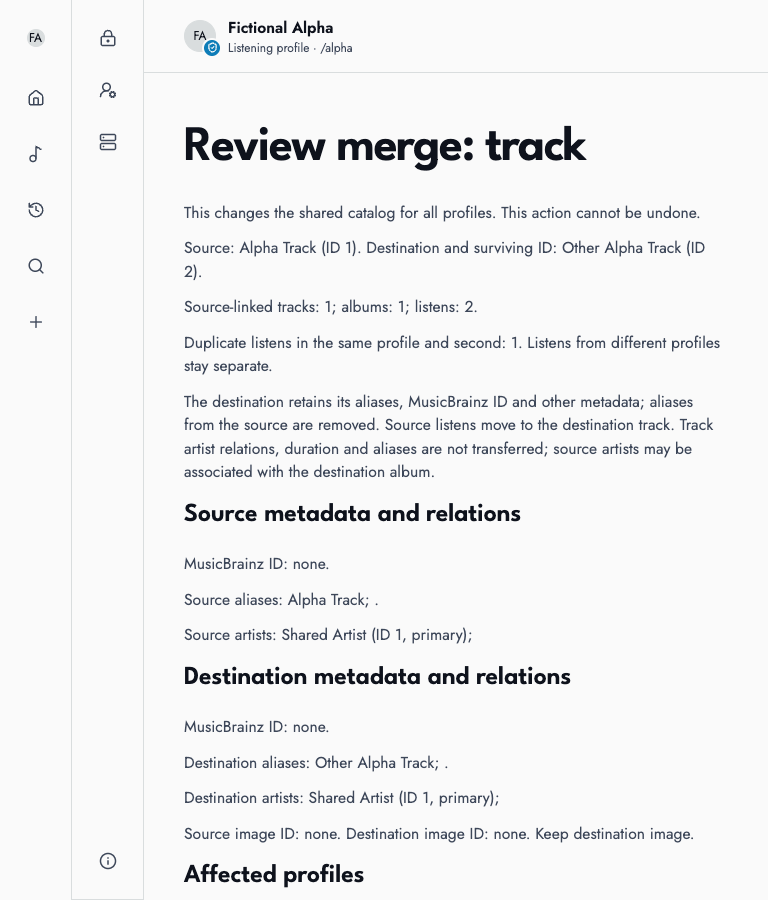 FA
FA
Fictional Alpha
Listening profile · /alpha
Review merge: track
This changes the shared catalog for all profiles. This action cannot be undone.
Source: Alpha Track (ID 1). Destination and surviving ID: Other Alpha Track (ID
2).
Source-linked tracks: 1; albums: 1; listens: 2.
Duplicate listens in the same profile and second: 1. Listens from different profiles
stay separate.
The destination retains its aliases, MusicBrainz ID and other metadata; aliases
from the source are removed. Source listens move to the destination track. Track
artist relations, duration and aliases are not transferred; source artists may be
associated with the destination album.
Source metadata and relations
MusicBrainz ID: none.
Source aliases: Alpha Track; .
Source artists: Shared Artist (ID 1, primary);
Destination metadata and relations
MusicBrainz ID: none.
Destination aliases: Other Alpha Track; .
Destination artists: Shared Artist (ID 1, primary);
Source image ID: none. Destination image ID: none. Keep destination image.
Affected profiles